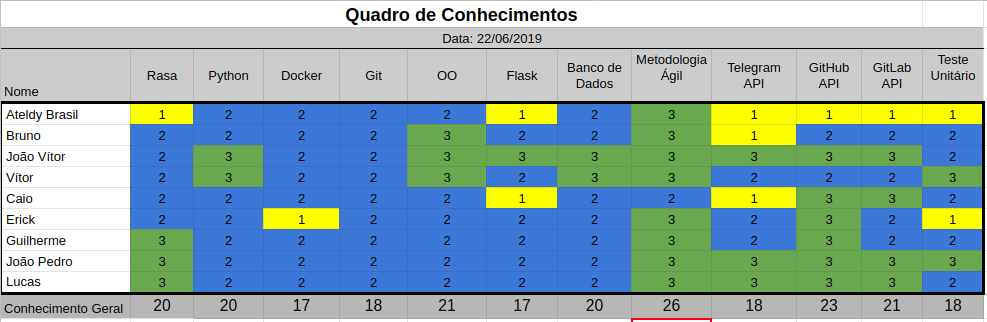 Quadro de Conhecimentos
Data: 22/06/2019
Nome Rasa Python Docker Git OO Flask Banco de Dados Metodologia Ágil Telegram API GitHub API GitLab API Teste Unitário
Ateldy Brasil 1 2 2 2 2 1 2 3 1 1 1 1
Bruno 2 2 2 2 3 2 2 3 1 2 2 2
João Vítor 2 3 2 2 3 3 3 3 3 3 3 2
Vítor 2 3 2 2 3 2 3 3 2 2 2 3
Caio 2 2 2 2 2 1 2 2 1 3 3 2
Erick 2 2 1 2 2 2 2 3 2 3 2 1
Guilherme 3 2 2 2 2 2 2 3 2 3 2 2
João Pedro 3 2 2 2 2 2 2 3 3 3 3 3
Lucas 3 2 2 2 2 2 2 3 3 3 3 2
Conhecimento Geral 20 20 17 18 21 17 20 26 18 23 21 18